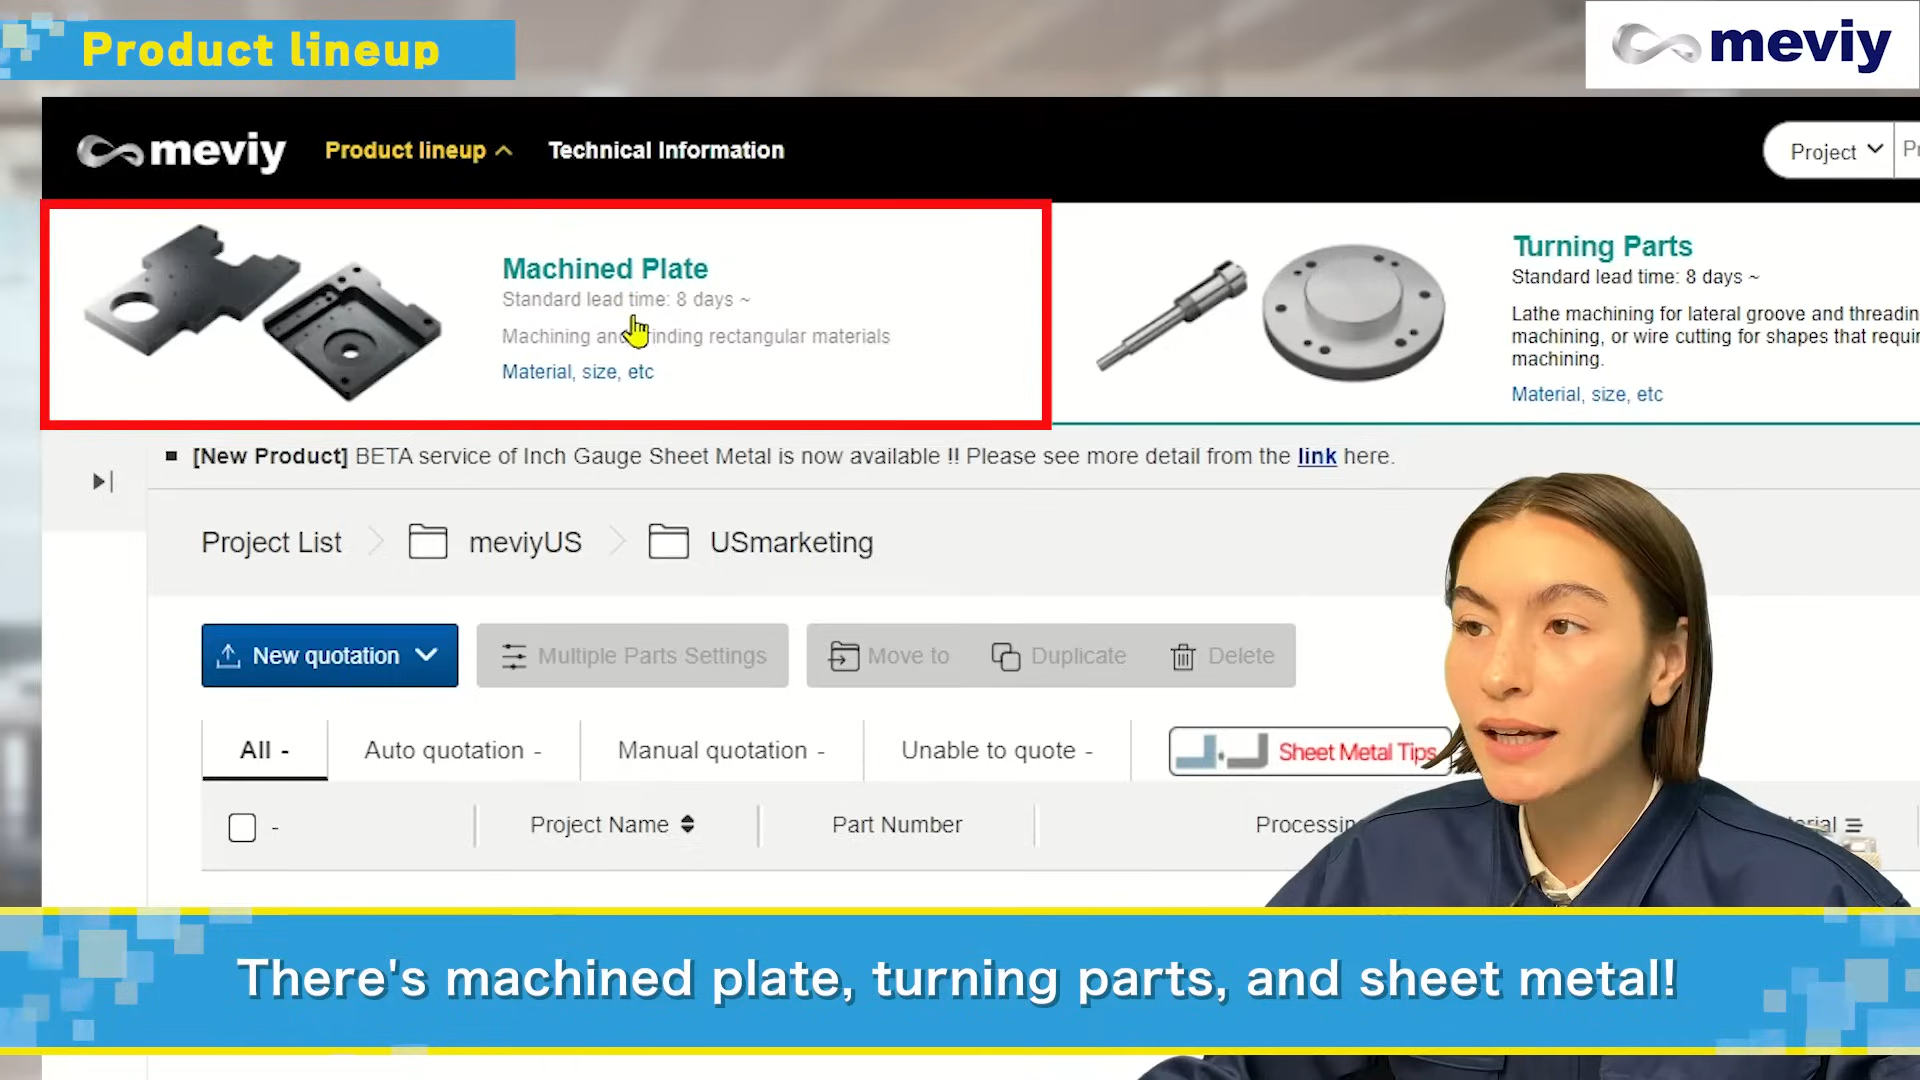 Product lineup
meviy
meviy
Product lineup
Technical Information
Project
Machined Plate
Standard lead time: 8 days ~
Machining and
rectangular materials
Material, size, etc
Turning Parts
Standard lead time: 8 days ~
Lathe machining for lateral groove and
machining, or wire cutting for shapes that
machining.
Material, size, etc
[New Product] BETA service of Inch Gauge Sheet Metal is now available !! Please see more detail from the link here.
Project List
meviyUS
USmarketing
New quotation
Multiple Parts Settings
Move to
Duplicate
Delete
All -
Auto quotation -
Manual quotation -
Unable to quote -
Sheet Metal Tips
-
Project Name
Part Number
There's machined plate, turning parts, and sheet metal!